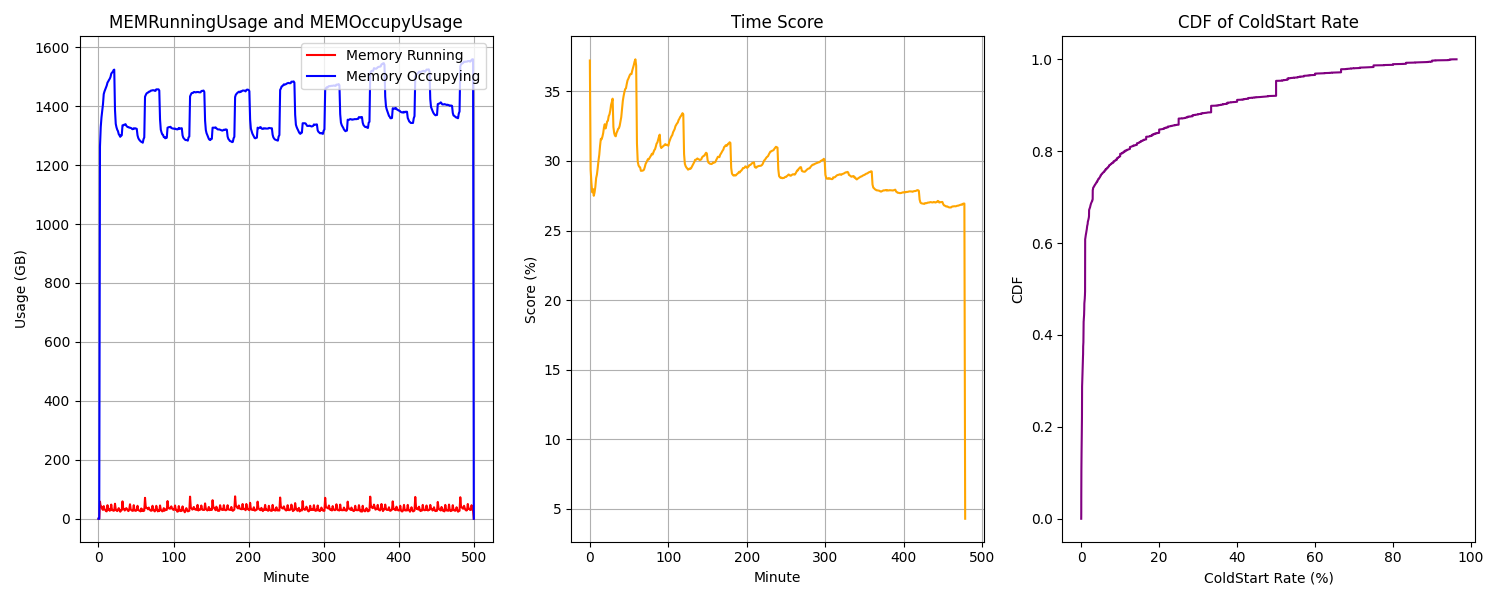 MEMRunningUsage and MEMOccupyUsage
Usage (GB)
1600
1400
1200
1000
800
600
400
200
0
Memory Running
Memory Occupying
0 100 200 300 400 500
Minute
Time Score
Score (%)
35
30
25
20
15
10
5
0 100 200 300 400 500
Minute
CDF of ColdStart Rate
CDF
1.0
0.8
0.6
0.4
0.2
0.0
0 20 40 60 80 100
ColdStart Rate (%)